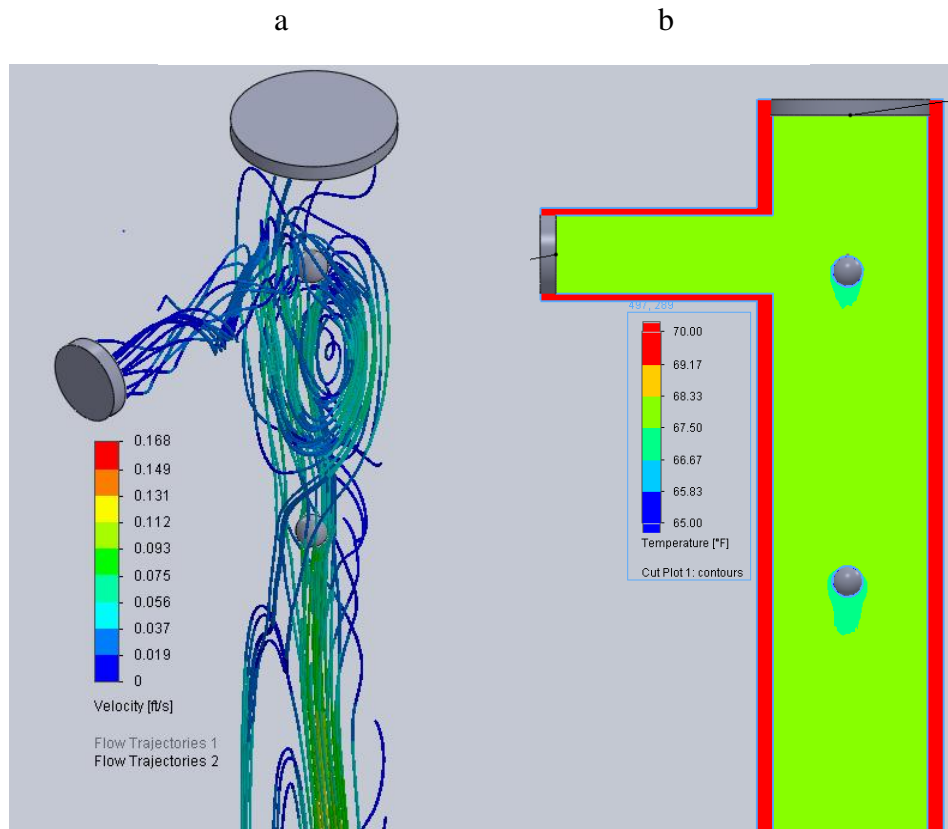 a
b
0.168
0.149
0.131
0.112
0.093
0.075
0.056
0.037
0.019
0
Velocity [ft/s]
Flow Trajectories 1
Flow Trajectories 2
497, 289
70.00
69.17
68.33
67.50
66.67
65.83
65.00
Temperature [°F]
Cut Plot 1: contours